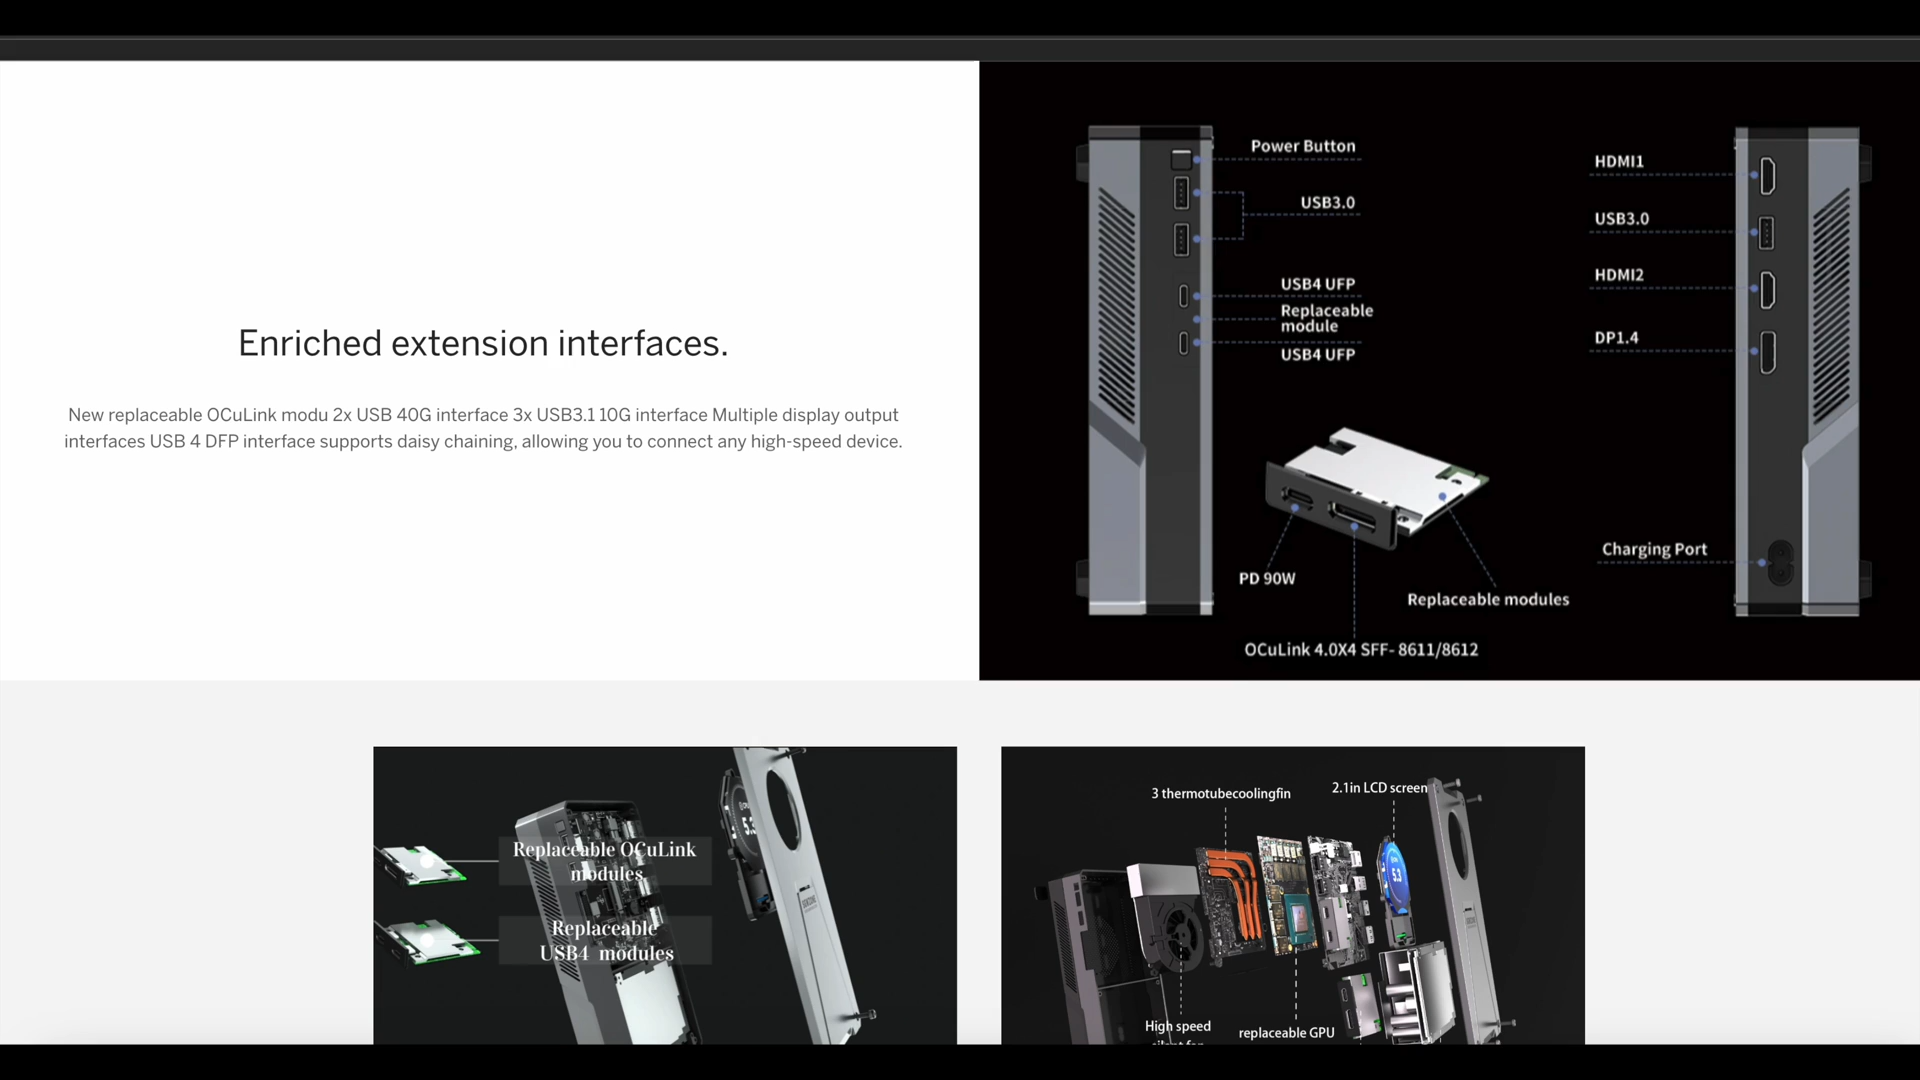 Enriched extension interfaces.
New replaceable OCuLink modu 2x USB 40G interface 3x USB3.1 10G interface Multiple display output
interfaces USB 4 DFP interface supports daisy chaining, allowing you to connect any high-speed device.
Power Button
USB3.0
USB4 UFP
Replaceable
module
USB4 UFP
PD 90W
Replaceable modules
OCuLink 4.0X4 SFF- 8611/8612
HDMI1
USB3.0
HDMI2
DP1.4
Charging Port
Replaceable OCuLink
modules
Replaceable
USB4 modules
3 thermotubecoolingfin
2.1in LCD screen
5.3
High speed
replaceable GPU